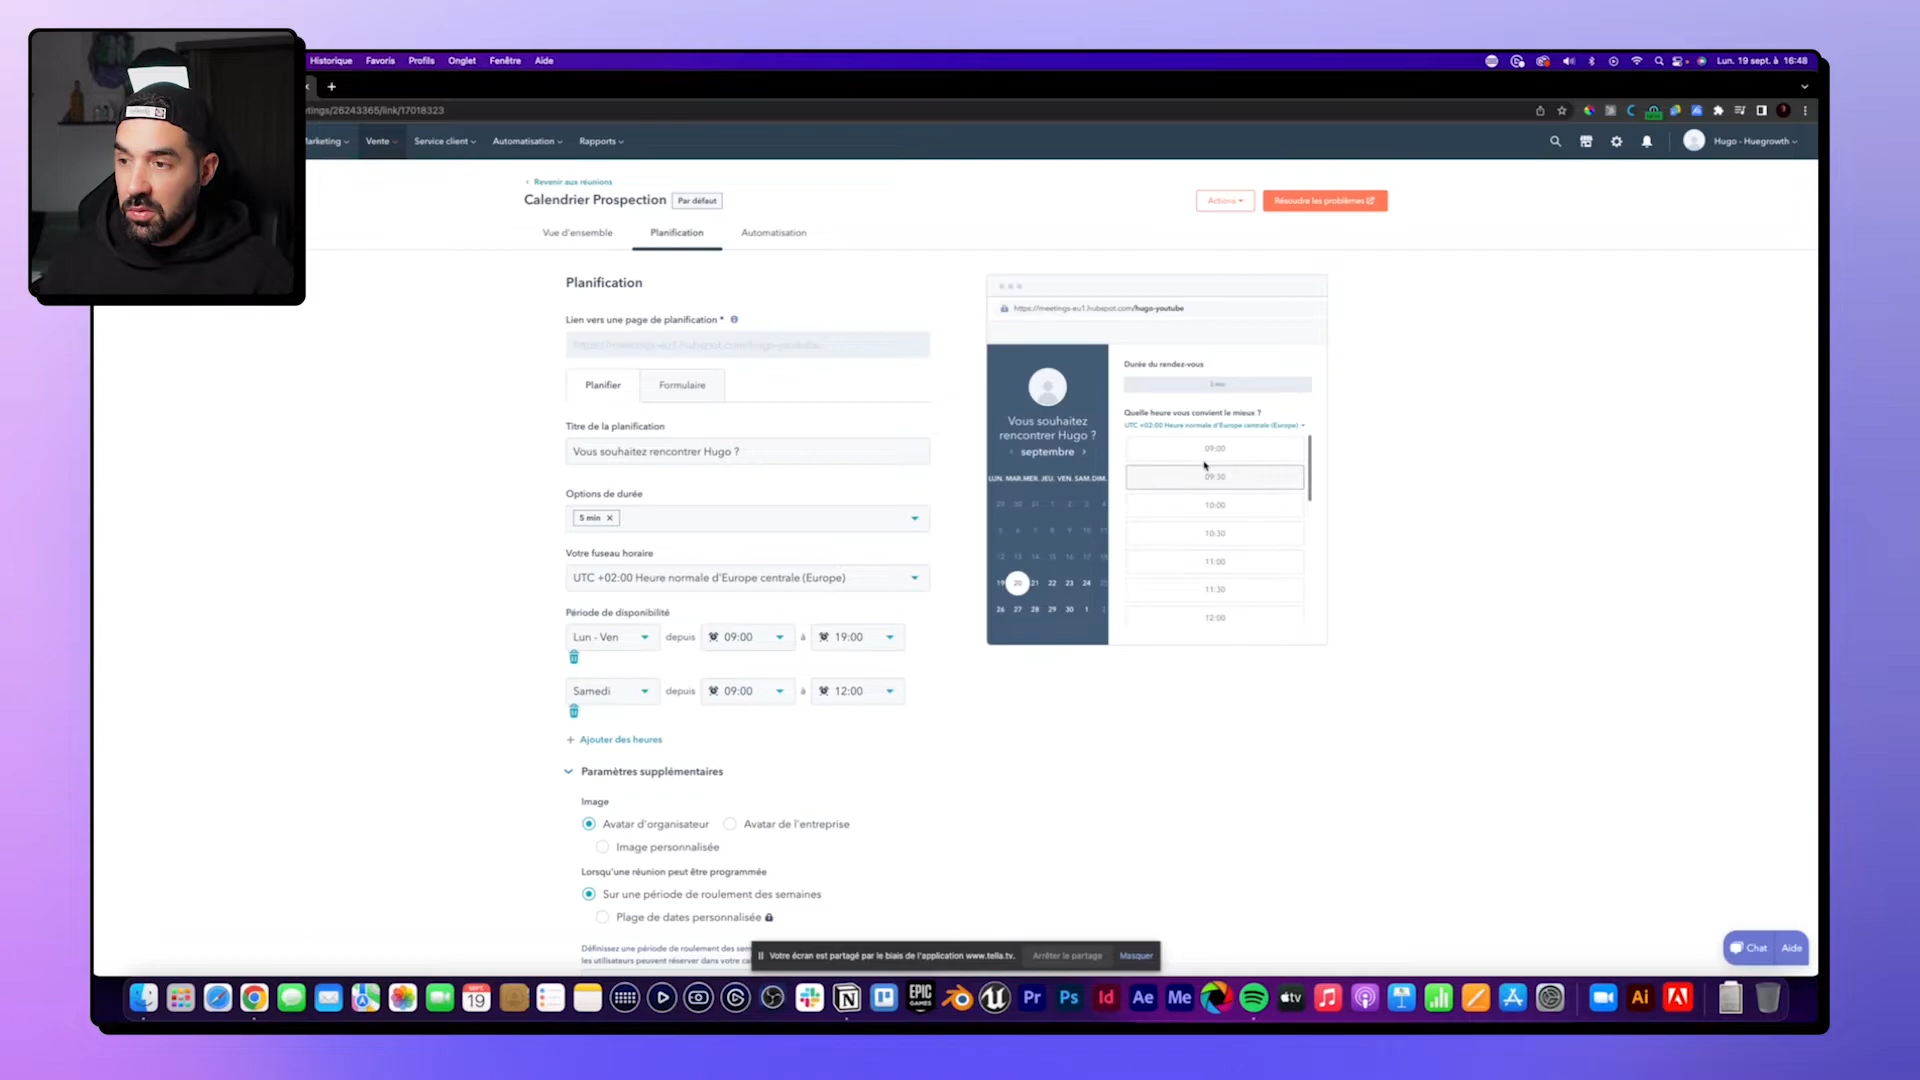 Historique Favoris Profils Onglet Fenêtre Aide
Lun. 19 sept. à 16:48
tings/26243365/link/17018323
Marketing Vente Service client Automatisation Rapports
Hugo - Huegrowth
Revenir aux réunions
Calendrier Prospection Par défaut
Actions
Résoudre les problèmes
Vue d'ensemble Planification Automatisation
Planification
Lien vers une page de planification *
https://meetings-eu1.hubspot.com/hugo-youtube
Planifier Formulaire
Titre de la planification
Vous souhaitez rencontrer Hugo ?
Options de durée
5 min
Votre fuseau horaire
UTC +02:00 Heure normale d'Europe centrale (Europe)
Période de disponibilité
Lun - Ven depuis 09:00 à 19:00
Samedi depuis 09:00 à 12:00
+ Ajouter des heures
Paramètres supplémentaires
Image
Avatar d'organisateur Avatar de l'entreprise
Image personnalisée
Lorsqu'une réunion peut être programmée
Sur une période de roulement des semaines
Plage de dates personnalisée
Définissez une période de roulement des sem
les utilisateurs peuvent réserver dans votre cal
https://meetings-eu1.hubspot.com/hugo-youtube
Vous souhaitez
rencontrer Hugo ?
septembre
LUN. MAR. MER. JEU. VEN. SAM. DIM.
29 30 31 1 2 3 4
5 6 7 8 9 10
12 13 14 15 16 17
19 20 21 22 23 24
26 27 28 29 30 1 2
Durée du rendez-vous
5 min
Quelle heure vous convient le mieux ?
UTC +02:00 Heure normale d'Europe centrale (Europe)
09:00
09:30
10:00
10:30
11:00
11:30
12:00
Votre écran est partagé par le biais de l'application www.tella.tv.
Arrêter le partage
Masquer
Chat Aide
SEPT.
19
EPIC
GAMES
Pr Ps Id Ae Me
tv
Ai